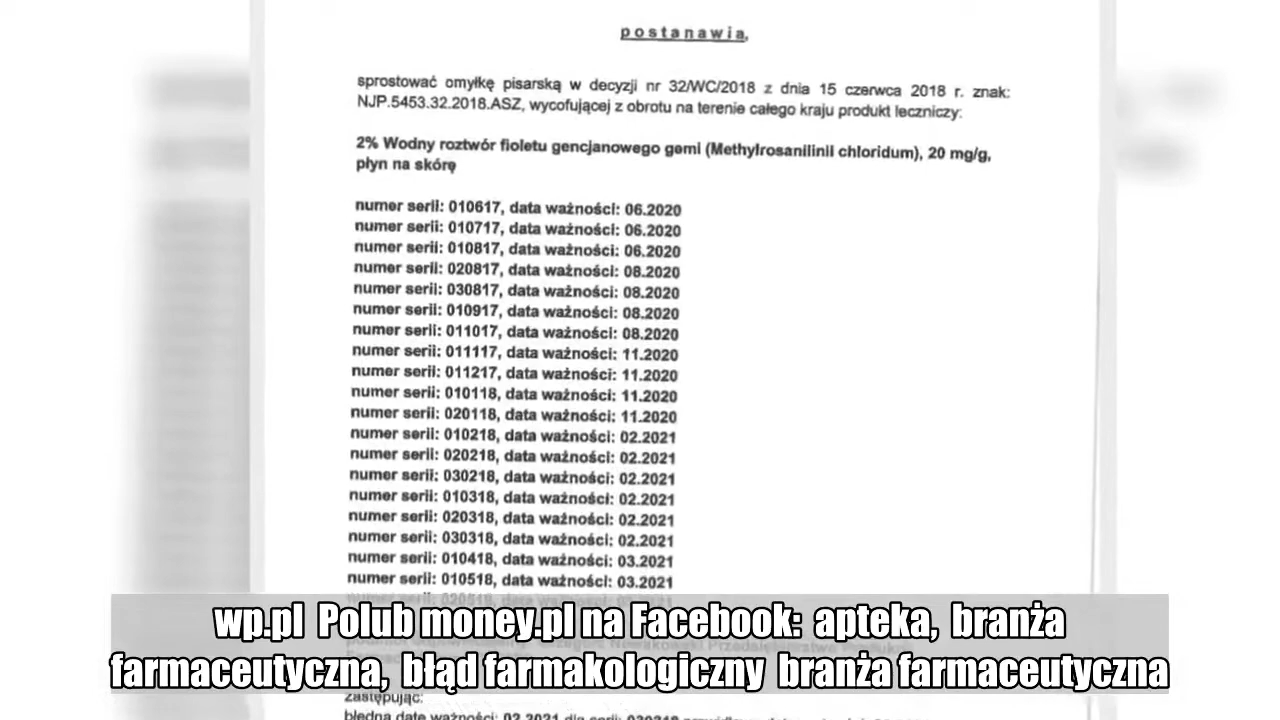 postanawia,
sprostować omyłkę pisarską w decyzji nr 32/WC/2018 z dnia 15 czerwca 2018 r. znak:
NJP.5453.32.2018.ASZ, wycofującej z obrotu na terenie całego kraju produkt leczniczy:
2% Wodny roztwór fioletu gencjanowego gemi (Methylrosanilinii chloridum), 20 mg/g,
płyn na skórę
numer serii: 010617, data ważności: 06.2020
numer serii: 010717, data ważności: 06.2020
numer serii: 010817, data ważności: 06.2020
numer serii: 020817, data ważności: 08.2020
numer serii: 030817, data ważności: 08.2020
numer serii: 010917, data ważności: 08.2020
numer serii: 011017, data ważności: 08.2020
numer serii: 011117, data ważności: 11.2020
numer serii: 011217, data ważności: 11.2020
numer serii: 010118, data ważności: 11.2020
numer serii: 020118, data ważności: 11.2020
numer serii: 010218, data ważności: 02.2021
numer serii: 020218, data ważności: 02.2021
numer serii: 030218, data ważności: 02.2021
numer serii: 010318, data ważności: 02.2021
numer serii: 020318, data ważności: 02.2021
numer serii: 030318, data ważności: 02.2021
numer serii: 010418, data ważności: 03.2021
numer serii: 010518, data ważności: 03.2021
wp.pl Polub money.pl na Facebook: apteka, branża
farmaceutyczna, błąd farmakologiczny branża farmaceutyczna
zastępując:
błędną datę ważności: 02.2021 dla serii: